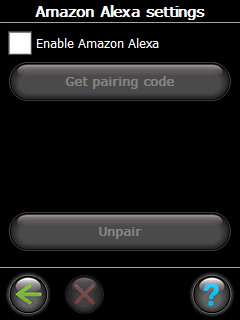 Amazon Alexa settings
Enable Amazon Alexa
Get pairing code
Unpair
?